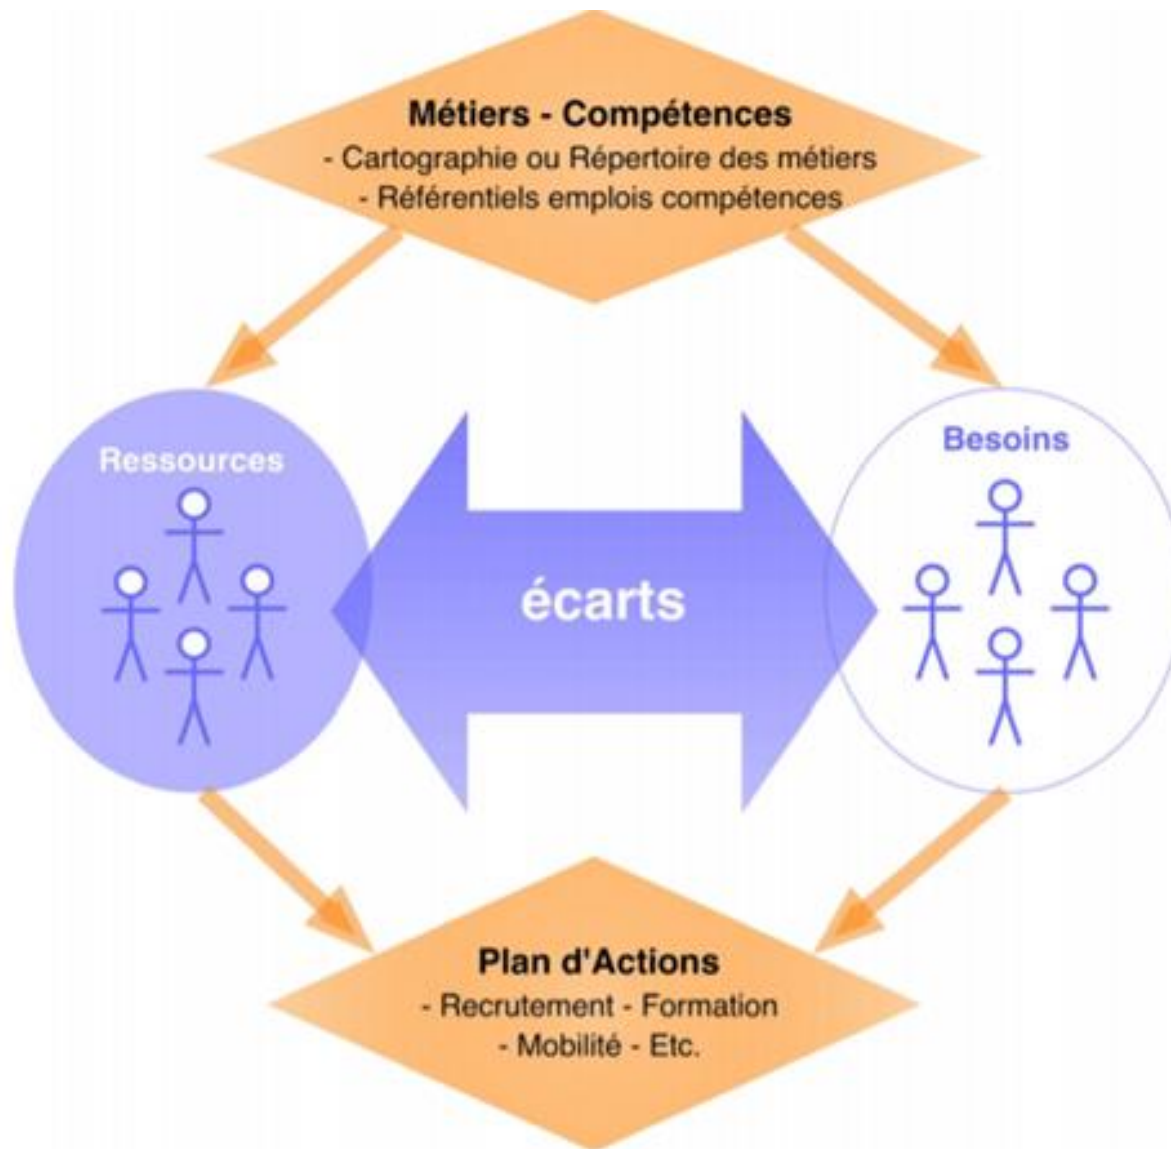 Métiers - Compétences
- Cartographie ou Répertoire des métiers
- Référentiels emplois compétences
Ressources
Besoins
écarts
Plan d'Actions
- Recrutement - Formation
- Mobilité - Etc.